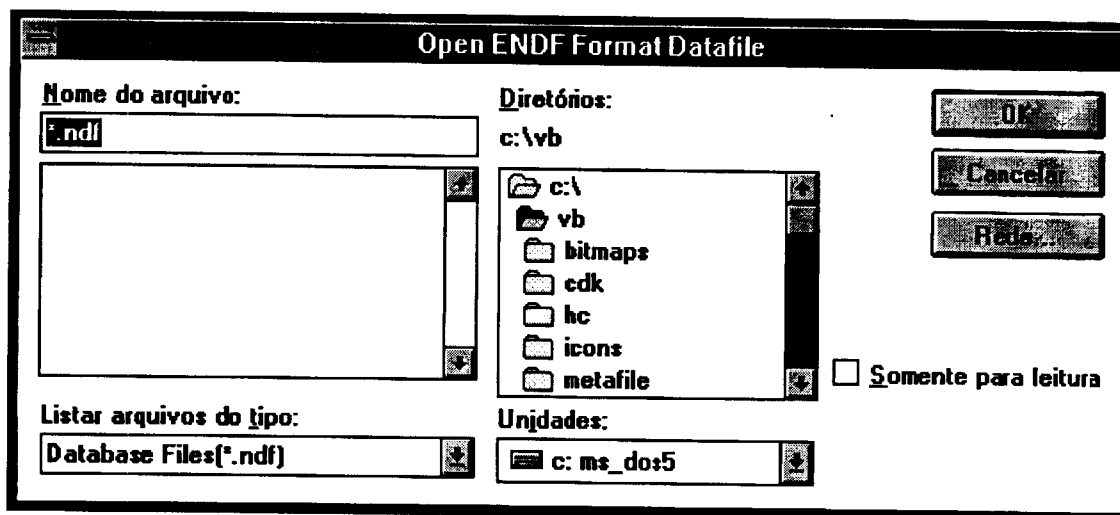 Open ENDF Format Datafile
Nome do arquivo:
*.ndf
Listar arquivos do tipo:
Database Files(*.ndf)
Diretórios:
c:\vb
c:\
vb
bitmaps
cdk
hc
icons
metafile
Unidades:
c: ms_dos5
OK
Cancelar
Rede...
Somente para leitura